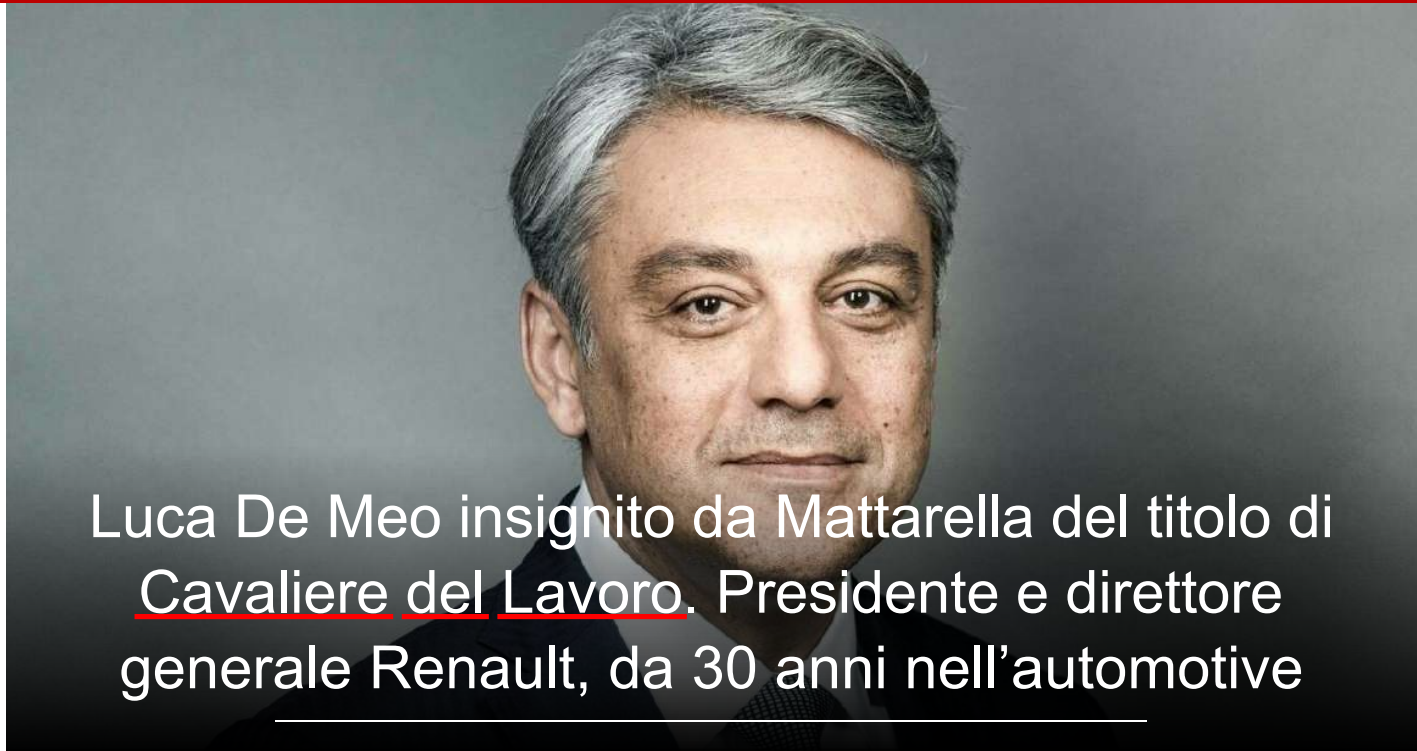 Luca De Meo insignito da Mattarella del titolo di
Cavaliere del Lavoro. Presidente e direttore
generale Renault, da 30 anni nell’automotive